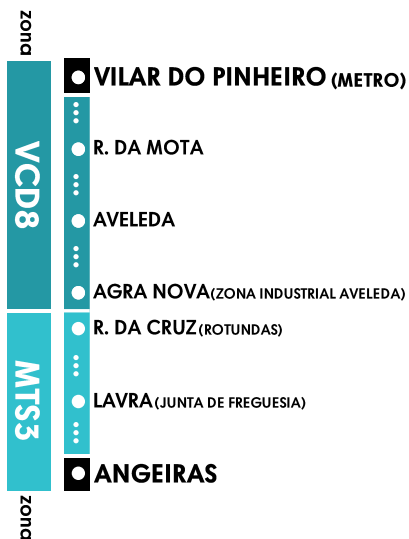 zona
VCD8
VILAR DO PINHEIRO (METRO)
R. DA MOTA
AVELEDA
AGRA NOVA (ZONA INDUSTRIAL AVELEDA)
MTS3
R. DA CRUZ (ROTUNDAS)
LAVRA (JUNTA DE FREGUESIA)
ANGEIRAS
zona